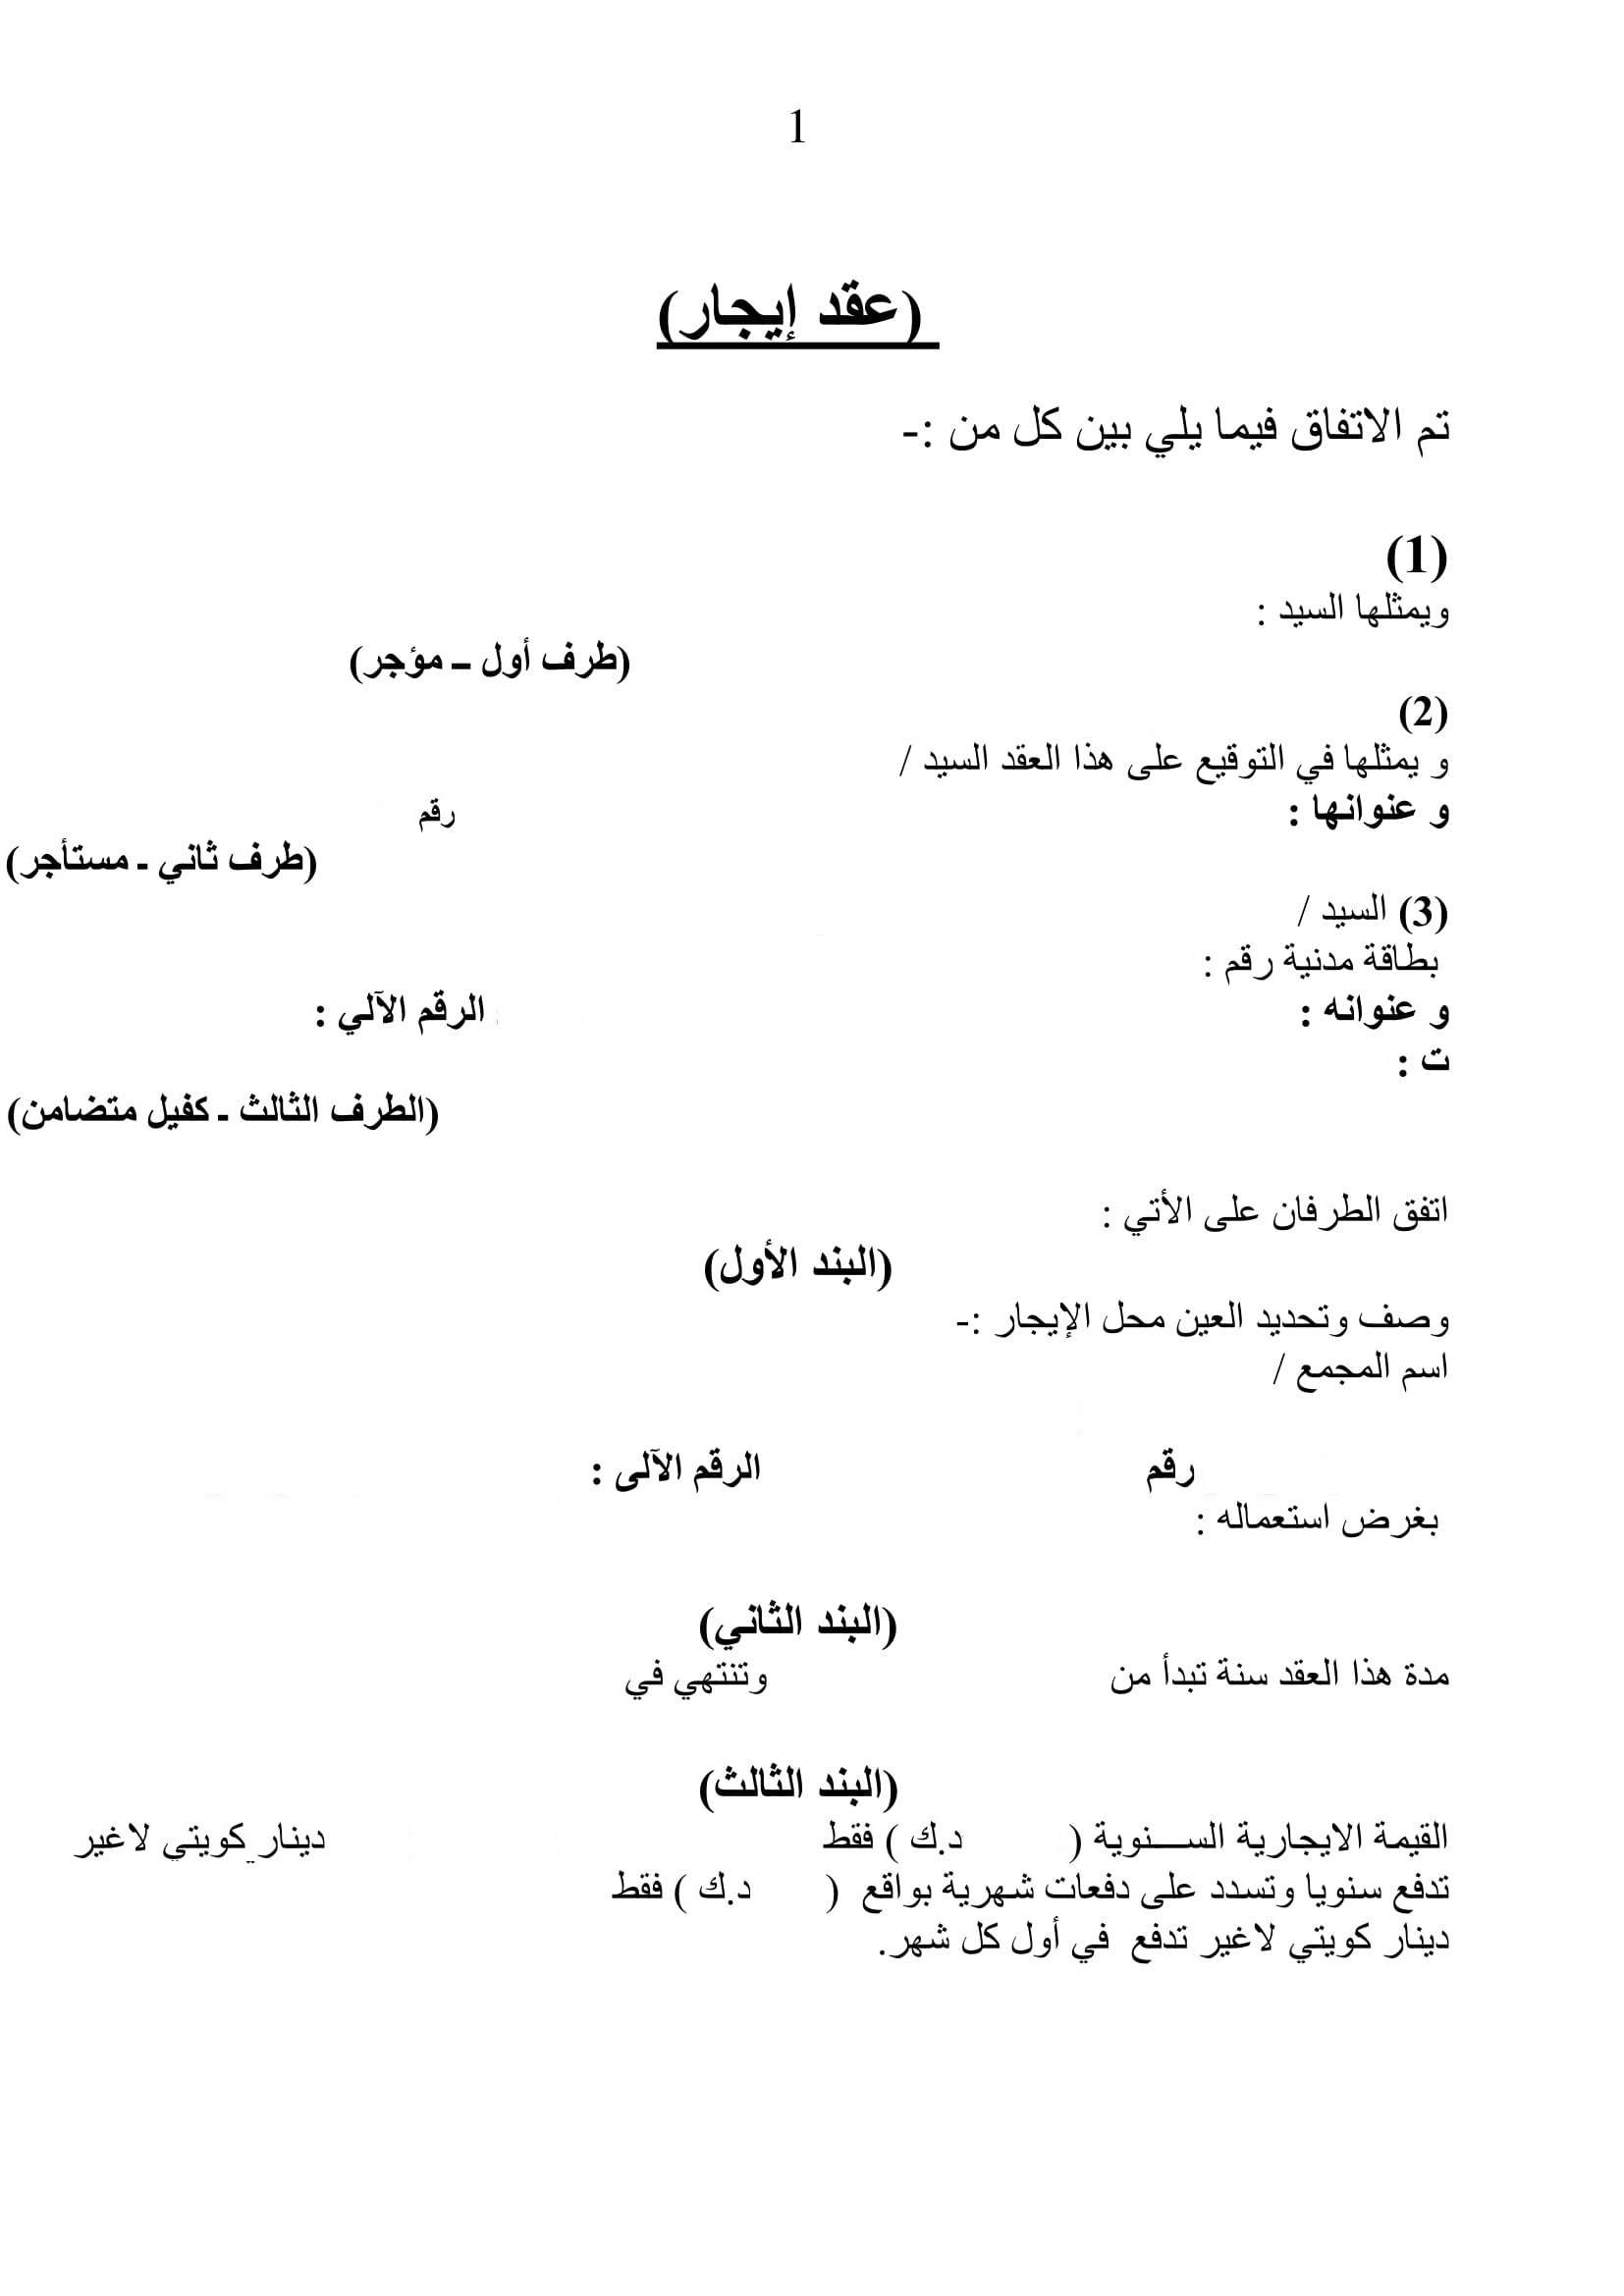 1
(عقد إيجار)
تم الاتفاق فيما يلي بين كل من :-
(1)
ويمثلها السيد :
(طرف أول – مؤجر)
(2)
و يمثلها في التوقيع على هذا العقد السيد /
و عنوانها : رقم
(طرف ثاني - مستأجر)
(3) السيد /
بطاقة مدنية رقم :
و عنوانه : الرقم الآلي :
ت :
(الطرف الثالث - كفيل متضامن)
اتفق الطرفان على الأتي :
(البند الأول)
وصف وتحديد العين محل الإيجار :-
اسم المجمع /
رقم الرقم الآلى :
بغرض استعماله :
(البند الثاني)
مدة هذا العقد سنة تبدأ من وتنتهي في
(البند الثالث)
القيمة الايجارية الســـنوية ( د.ك ) فقط دينار كويتي لاغير
تدفع سنويا وتسدد على دفعات شهرية بواقع ( د.ك ) فقط
دينار كويتي لاغير تدفع في أول كل شهر.